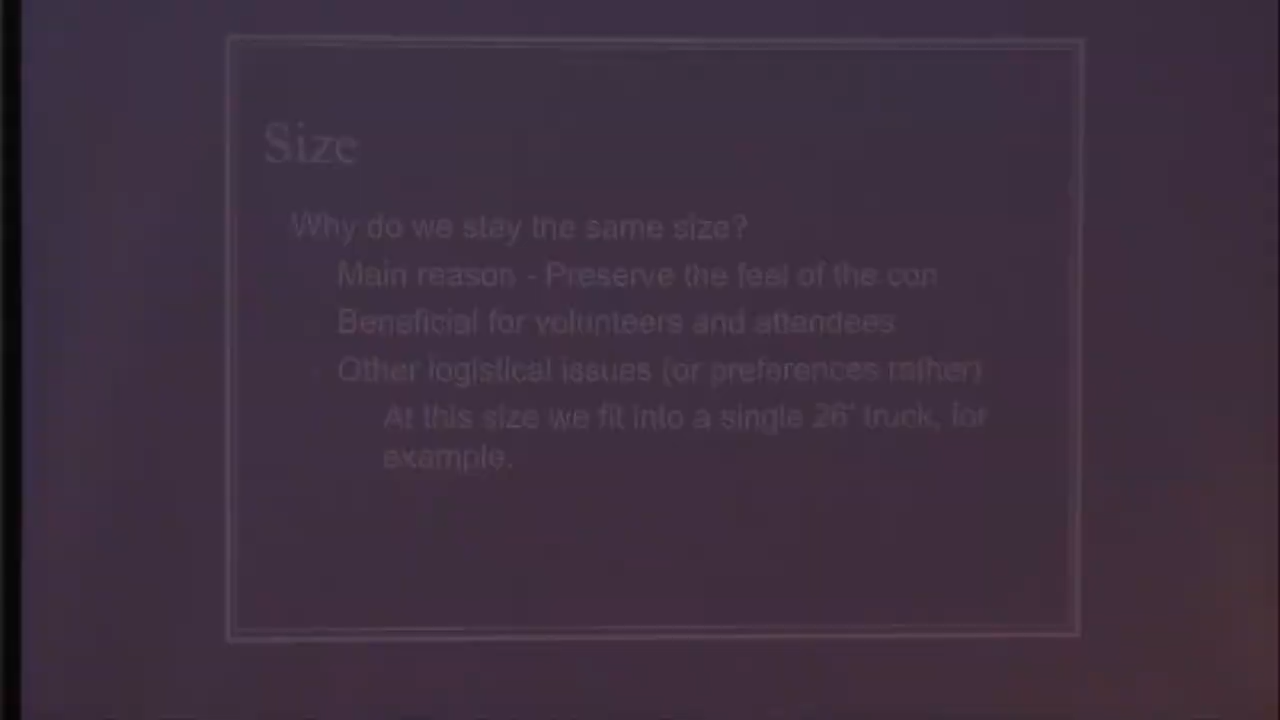 Size
Why do we stay the same size?
Main reason - Preserve the feel of the con
Beneficial for volunteers and attendees
Other logistical issues (or preferences rather)
At this size we fit into a single 26' truck, for
example.